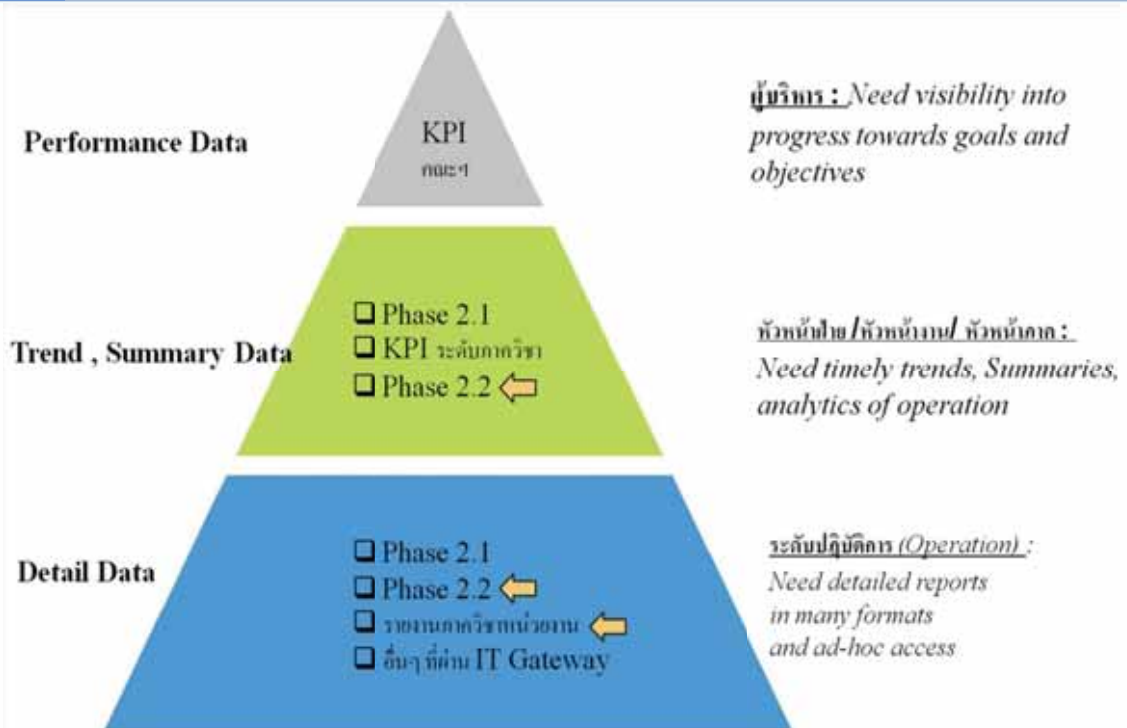 Performance Data
KPI
คณะฯ
ผู้บริหาร : Need visibility into
progress towards goals and
objectives
Trend , Summary Data
Phase 2.1
KPI ระดับภาควิชา
Phase 2.2
หัวหน้าฝ่าย/หัวหน้างาน/ หัวหน้าภาค :
Need timely trends, Summaries,
analytics of operation
Detail Data
Phase 2.1
Phase 2.2
รายงานภาควิชาหน่วยงาน
อื่นๆ ที่ผ่าน IT Gateway
ระดับปฏิบัติการ (Operation) :
Need detailed reports
in many formats
and ad-hoc access